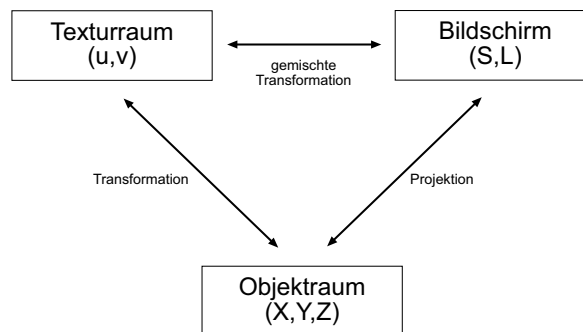 Texturraum
(u,v)
Bildschirm
(S,L)
gemischte
Transformation
Transformation
Projektion
Objektraum
(X,Y,Z)